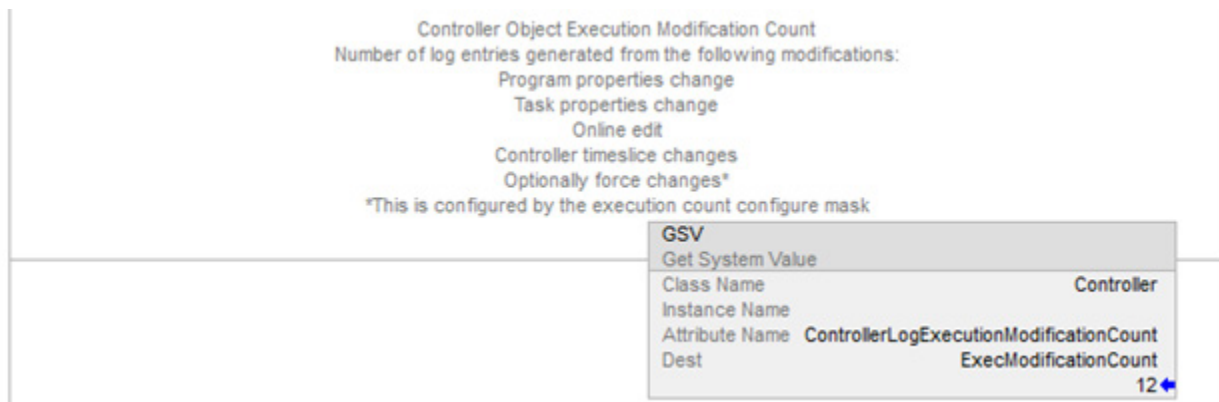 Controller Object Execution Modification Count
Number of log entries generated from the following modifications:
Program properties change
Task properties change
Online edit
Controller timeslice changes
Optionally force changes*
*This is configured by the execution count configure mask
GSV
Get System Value
Class Name Controller
Instance Name
Attribute Name ControllerLogExecutionModificationCount
Dest ExecModificationCount
12